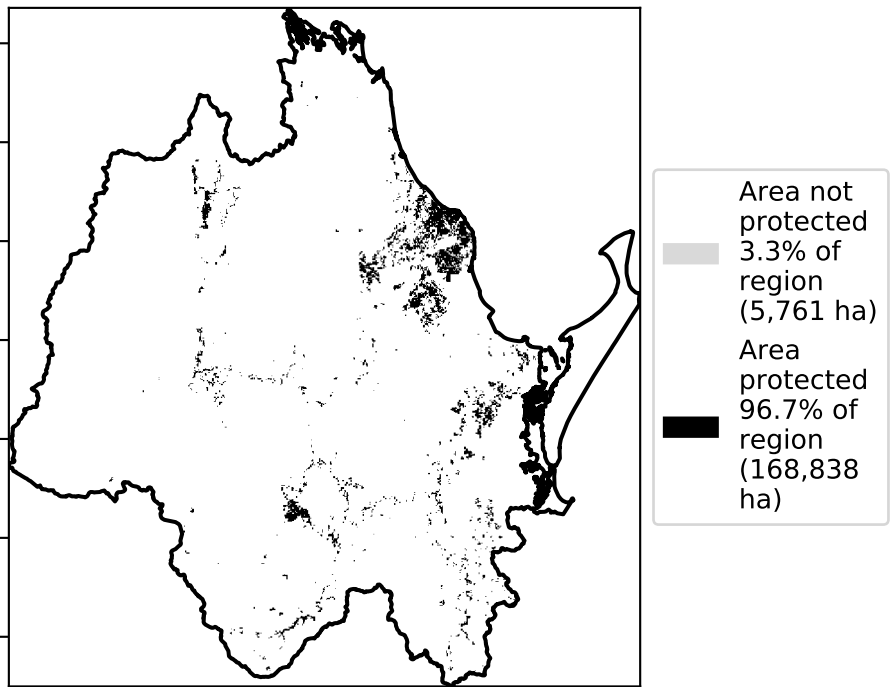 Area not
protected
3.3% of
region
(5,761 ha)
Area
protected
96.7% of
region
(168,838
ha)